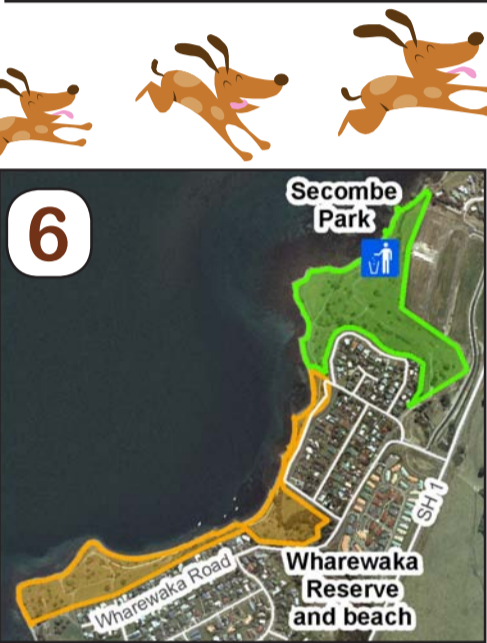 6
Secombe
Park
SH 1
Wharewaka Road
Wharewaka
Reserve
and beach